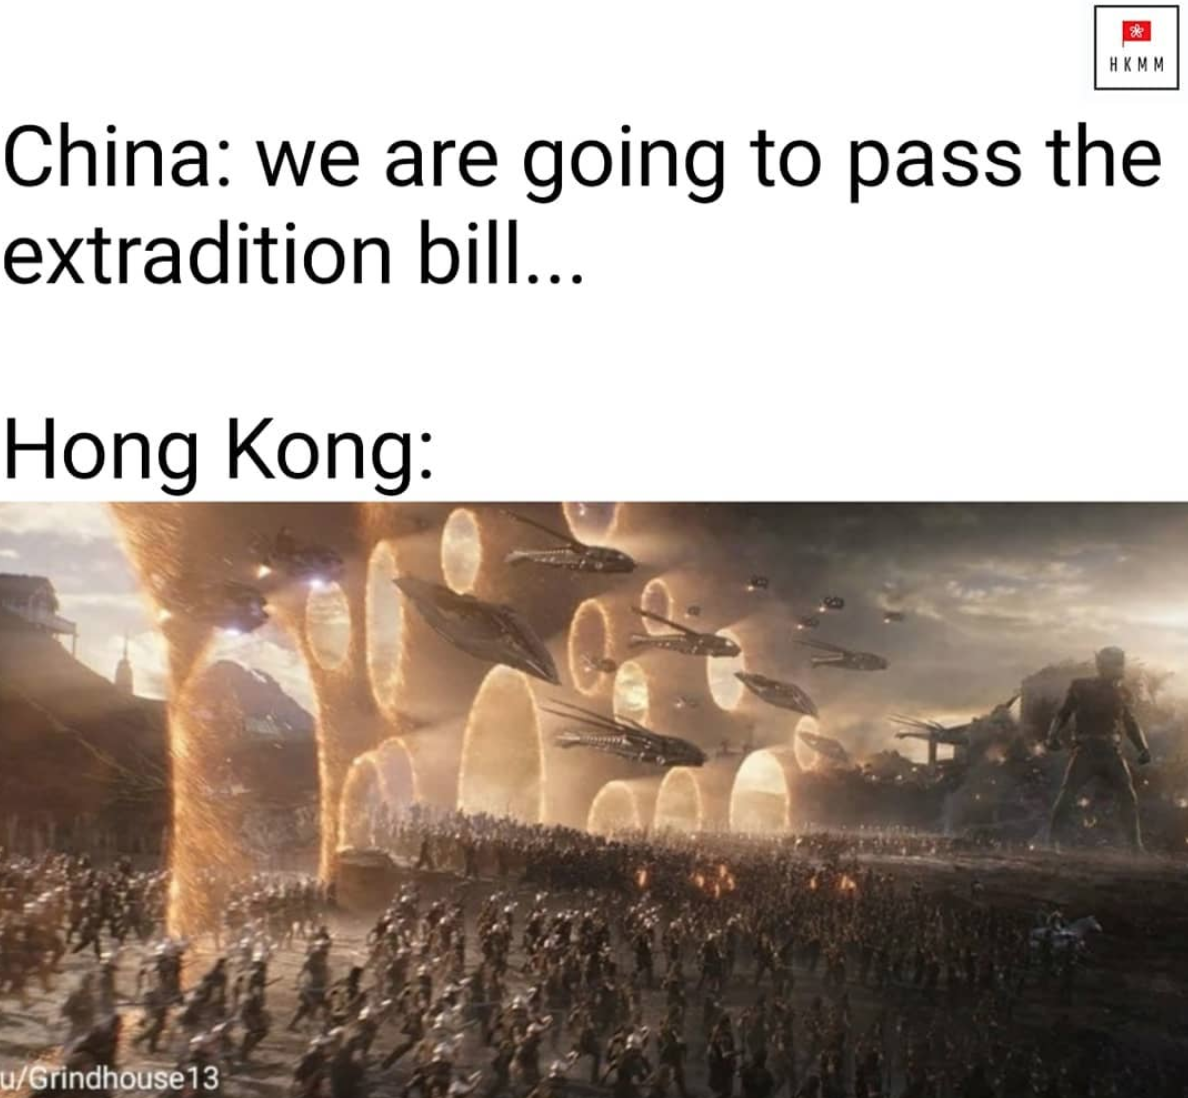 HKMM
China: we are going to pass the
extradition bill...
Hong Kong:
u/Grindhouse13